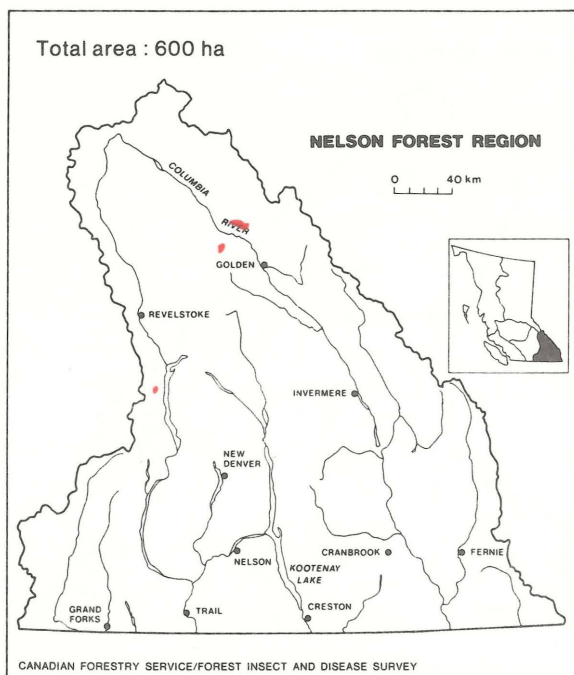 Total area : 600 ha
NELSON FOREST REGION
0 40 km
COLUMBIA
RIVER
GOLDEN
REVELSTOKE
INVERMERE
NEW
DENVER
NELSON
KOOTENAY
LAKE
CRANBROOK
FERNIE
GRAND
FORKS
TRAIL
CRESTON
CANADIAN FORESTRY SERVICE/FOREST INSECT AND DISEASE SURVEY